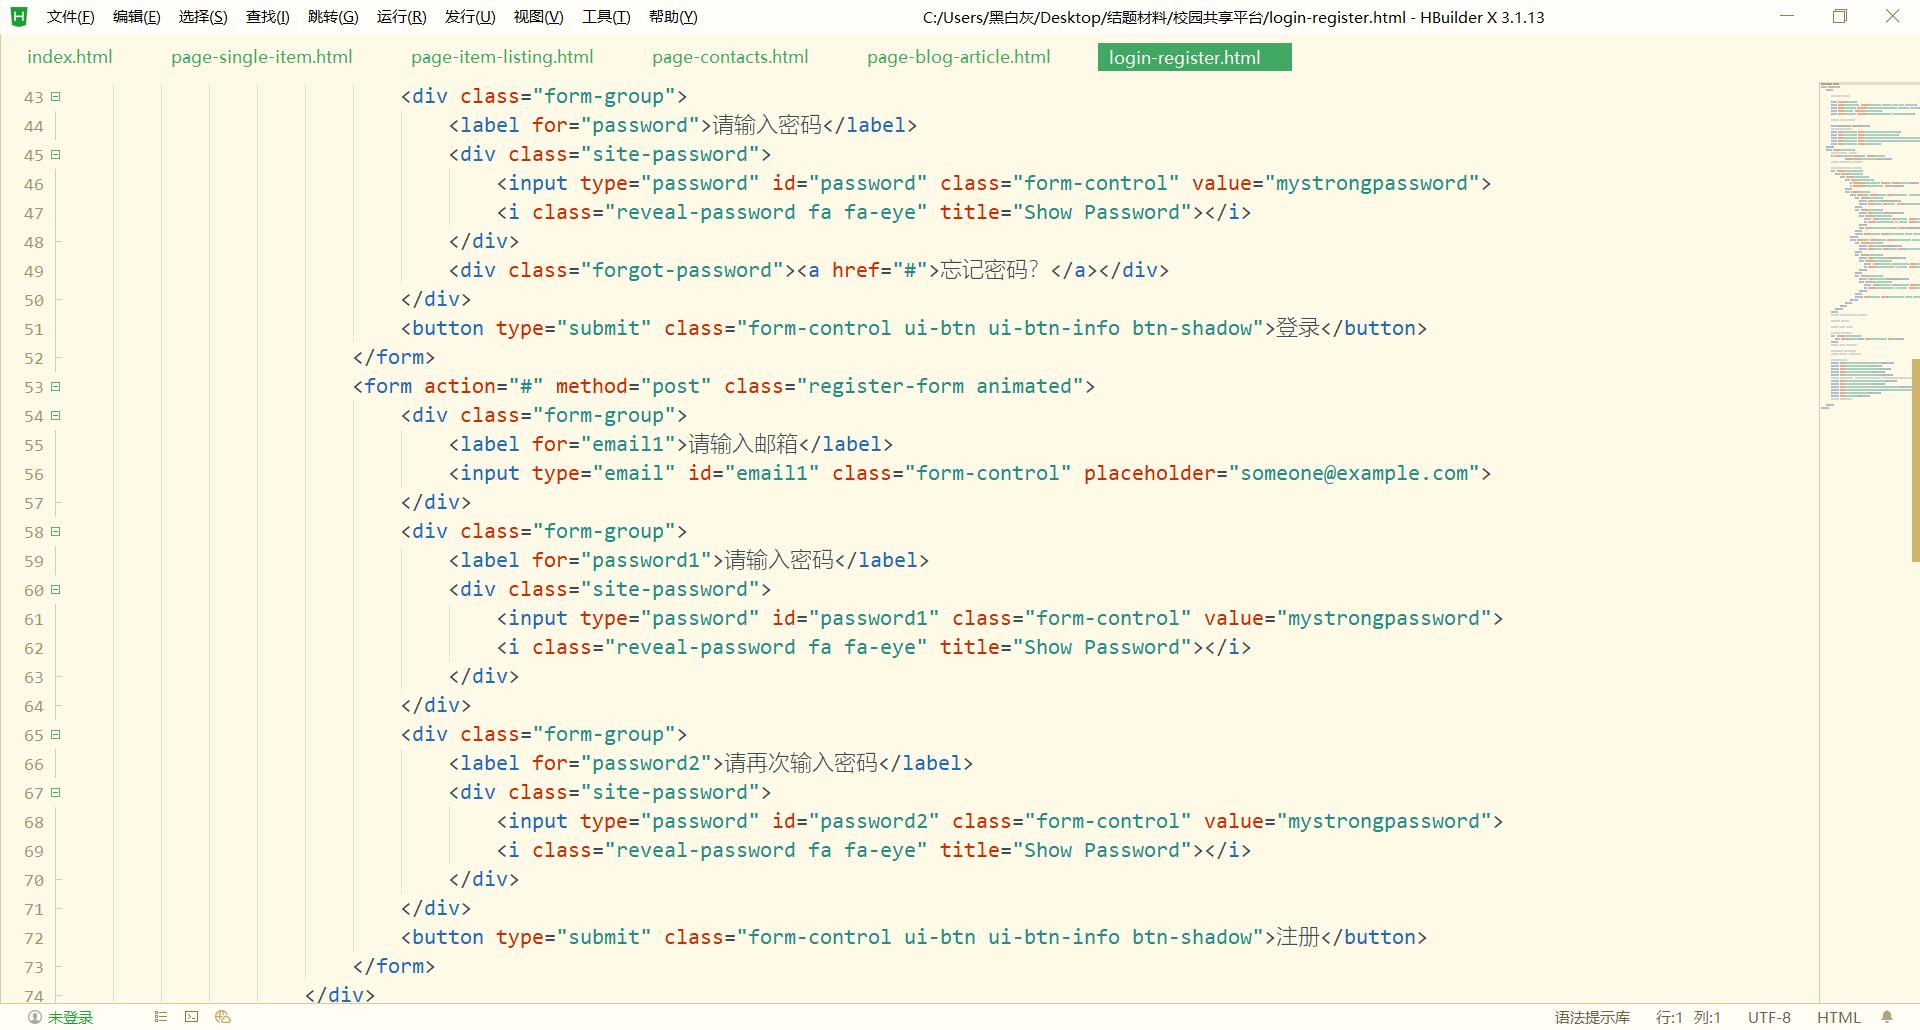 文件(F) 编辑(E) 选择(S) 查找(I) 跳转(G) 运行(R) 发行(U) 视图(V) 工具(T) 帮助(Y) C:/Users/黑白灰/Desktop/结题材料/校园共享平台/login-register.html - HBuilder X 3.1.13
index.html page-single-item.html page-item-listing.html page-contacts.html page-blog-article.html login-register.html
43 <div class="form-group">
44 <label for="password">请输入密码</label>
45 <div class="site-password">
46 <input type="password" id="password" class="form-control" value="mystrongpassword">
47 <i class="reveal-password fa fa-eye" title="Show Password"></i>
48 </div>
49 <div class="forgot-password"><a href="#">忘记密码？</a></div>
50 </div>
51 <button type="submit" class="form-control ui-btn ui-btn-info btn-shadow">登录</button>
52 </form>
53 <form action="#" method="post" class="register-form animated">
54 <div class="form-group">
55 <label for="email1">请输入邮箱</label>
56 <input type="email" id="email1" class="form-control" placeholder="someone@example.com">
57 </div>
58 <div class="form-group">
59 <label for="password1">请输入密码</label>
60 <div class="site-password">
61 <input type="password" id="password1" class="form-control" value="mystrongpassword">
62 <i class="reveal-password fa fa-eye" title="Show Password"></i>
63 </div>
64 </div>
65 <div class="form-group">
66 <label for="password2">请再次输入密码</label>
67 <div class="site-password">
68 <input type="password" id="password2" class="form-control" value="mystrongpassword">
69 <i class="reveal-password fa fa-eye" title="Show Password"></i>
70 </div>
71 </div>
72 <button type="submit" class="form-control ui-btn ui-btn-info btn-shadow">注册</button>
73 </form>
74 </div>
未登录 语法提示库 行:1 列:1 UTF-8 HTML